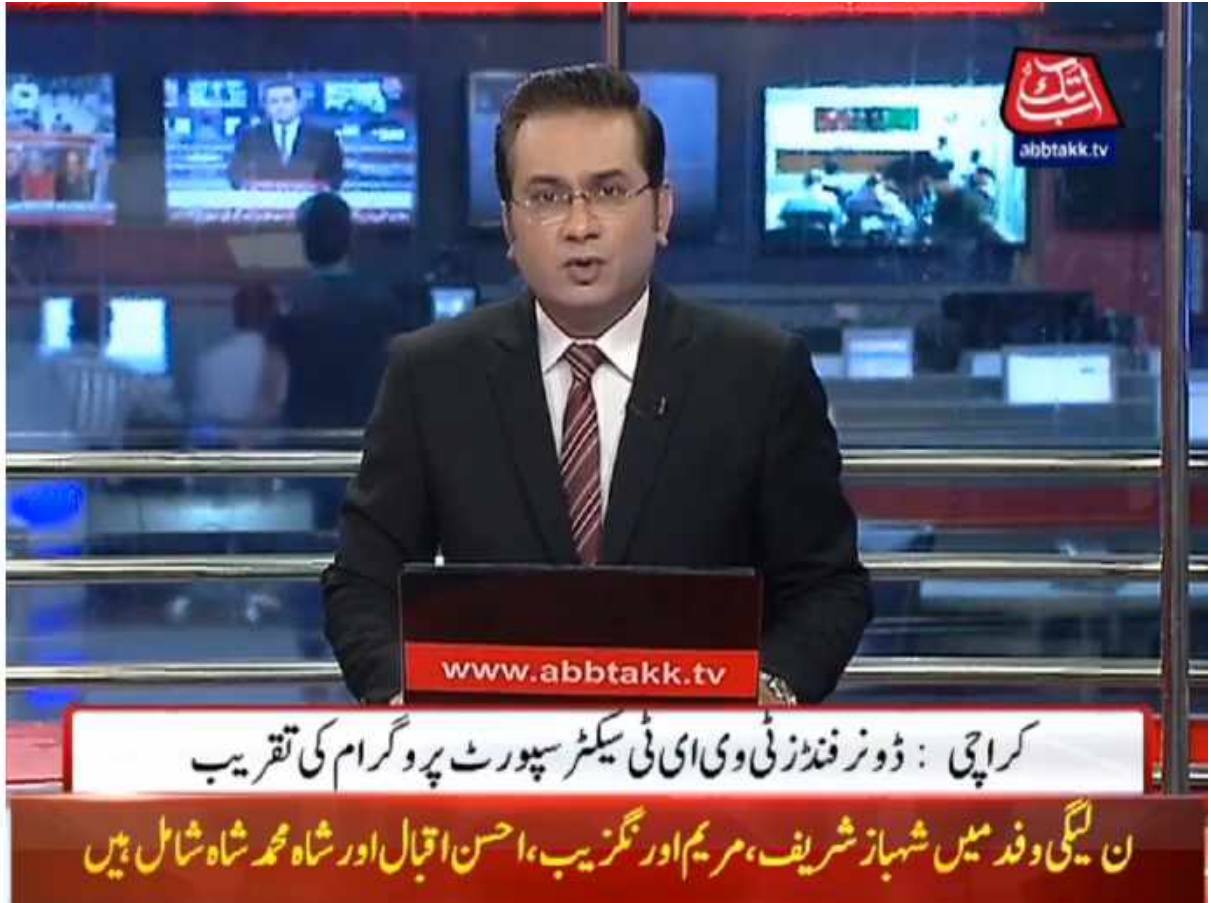 اب تک
abbtakk.tv
www.abbtakk.tv
کراچی : ڈونر فنڈز ٹی وی ای ٹی سیکٹر سپورٹ پروگرام کی تقریب
ن لیگی وفد میں شہباز شریف، مریم اورنگزیب، احسن اقبال اور شاہ محمد شاہ شامل ہیں